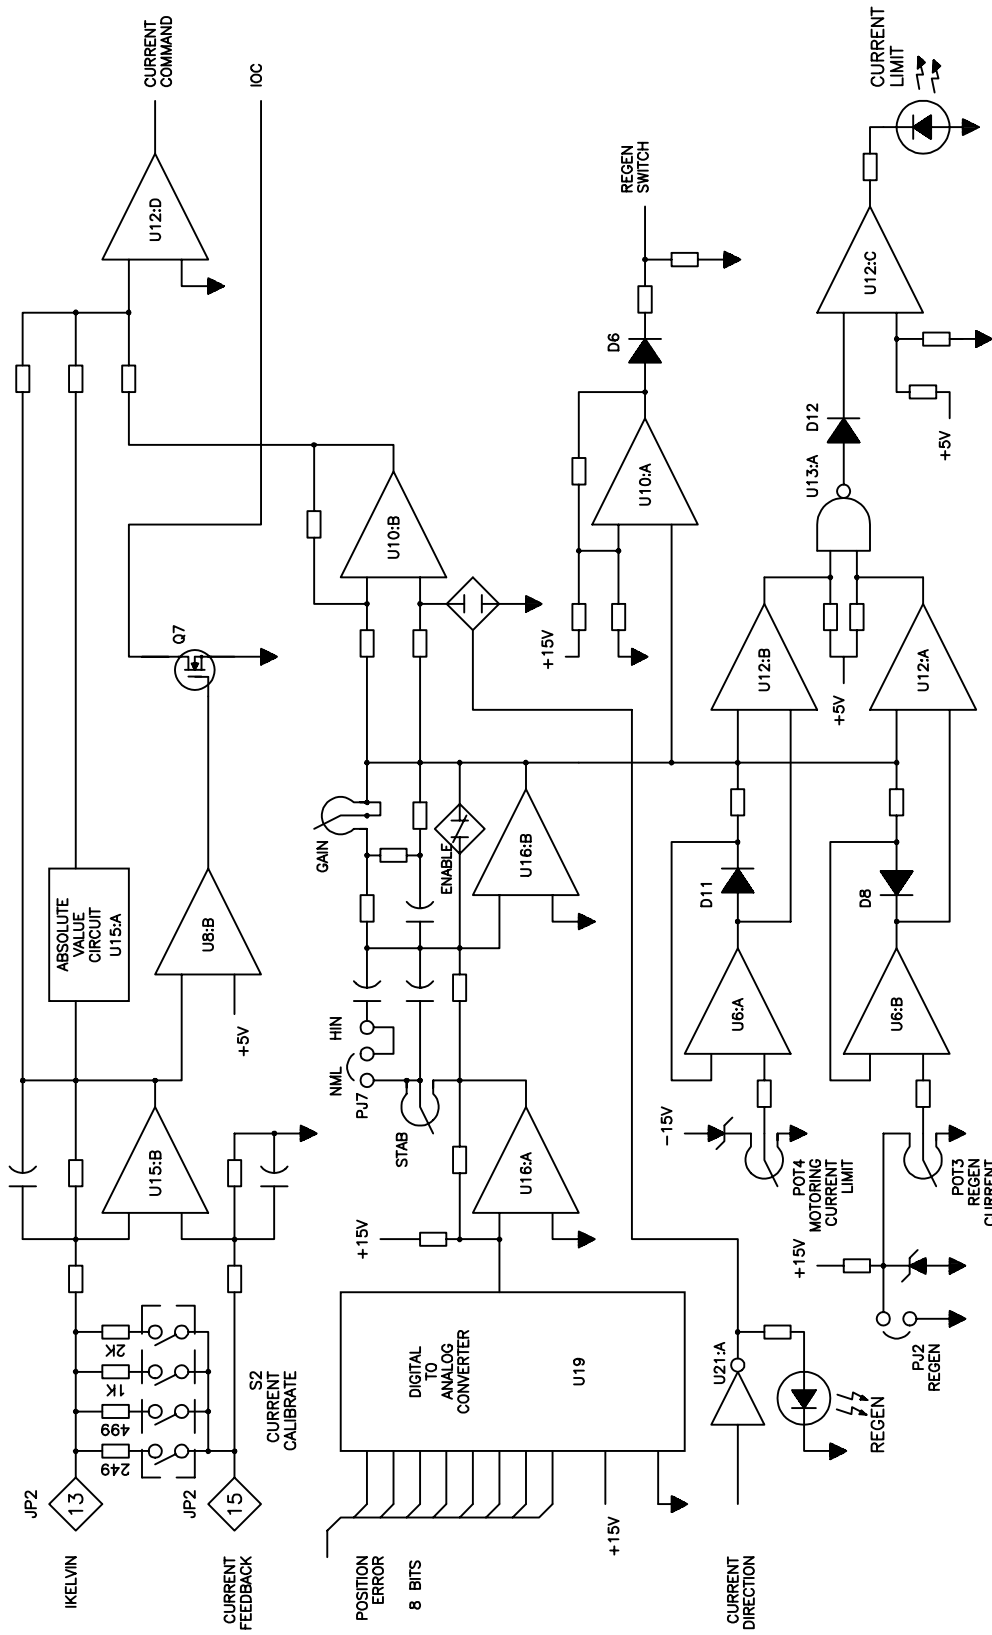 JP2
13
IKELVIN
249
499
1K
2K
JP2
15
CURRENT
FEEDBACK
S2
CURRENT
CALIBRATE
U15:B
ABSOLUTE
VALUE
CIRCUIT
U15:A
+5V
U8:B
Q7
U12:D
CURRENT
COMMAND
IOC
POSITION
ERROR
8 BITS
+15V
DIGITAL
TO
ANALOG
CONVERTER
U19
+15V
U16:A
STAB
PJ7
NML
HIN
GAIN
ENABLE
U16:B
U10:B
+15V
U10:A
D6
REGEN
SWITCH
CURRENT
DIRECTION
U21:A
REGEN
-15V
POT4
MOTORING
CURRENT
LIMIT
U6:A
D11
U12:B
+15V
PJ2
REGEN
POT3
REGEN
CURRENT
U6:B
D8
U12:A
+5V
U13:A
D12
+5V
U12:C
CURRENT
LIMIT